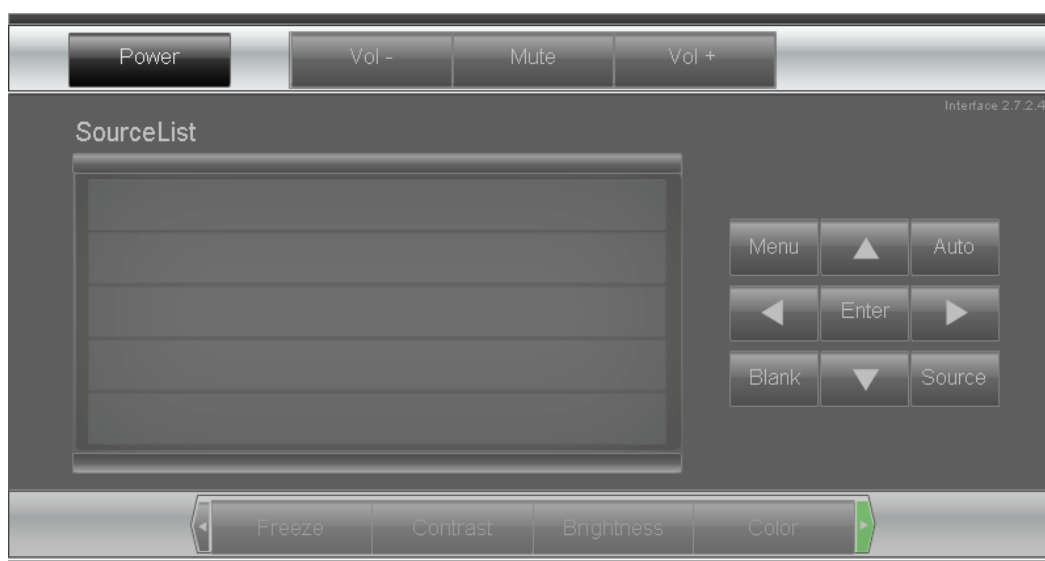 Power Vol - Mute Vol +
Interface 2.7.2.4
SourceList
Menu Auto
Enter
Blank Source
Freeze Contrast Brightness Color